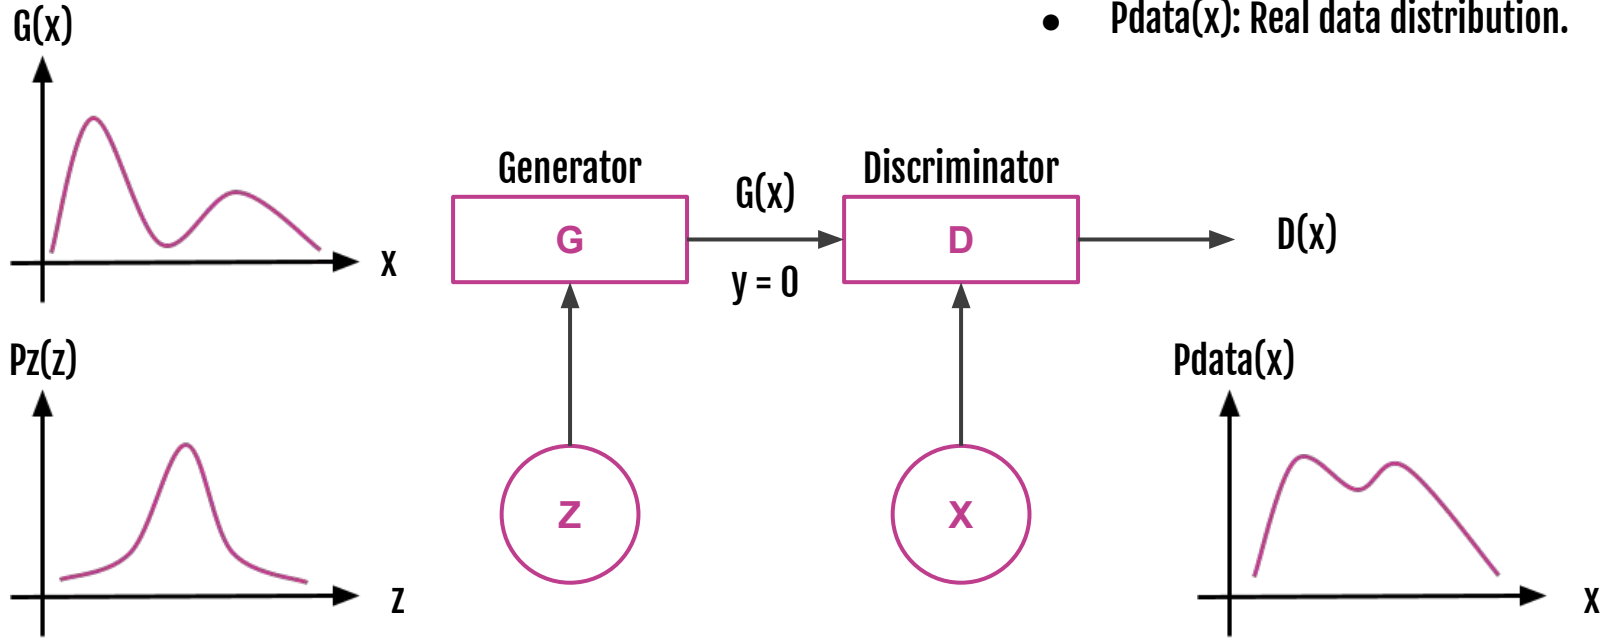 G(x)
• Pdata(x): Real data distribution.
Generator
G(x)
Discriminator
G
D
D(x)
y = 0
x
Pz(z)
Pdata(x)
Z
X
z
x